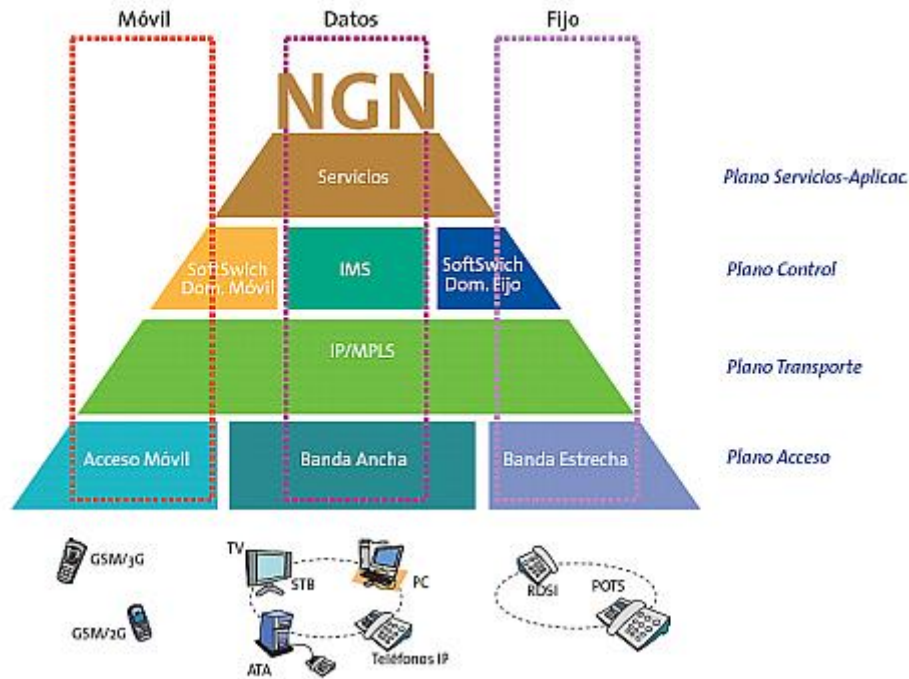 Móvil
Datos
Fijo
NGN
Servicios
Plano Servicios-Aplicac.
SoftSwich
Dom. Móvil
IMS
SoftSwich
Dom. Fijo
Plano Control
IP/MPLS
Plano Transporte
Acceso Móvil
Banda Ancha
Banda Estrecha
Plano Acceso
GSM/3G
GSM/2G
TV
STB
PC
ATA
Teléfonos IP
RDSI
POTS